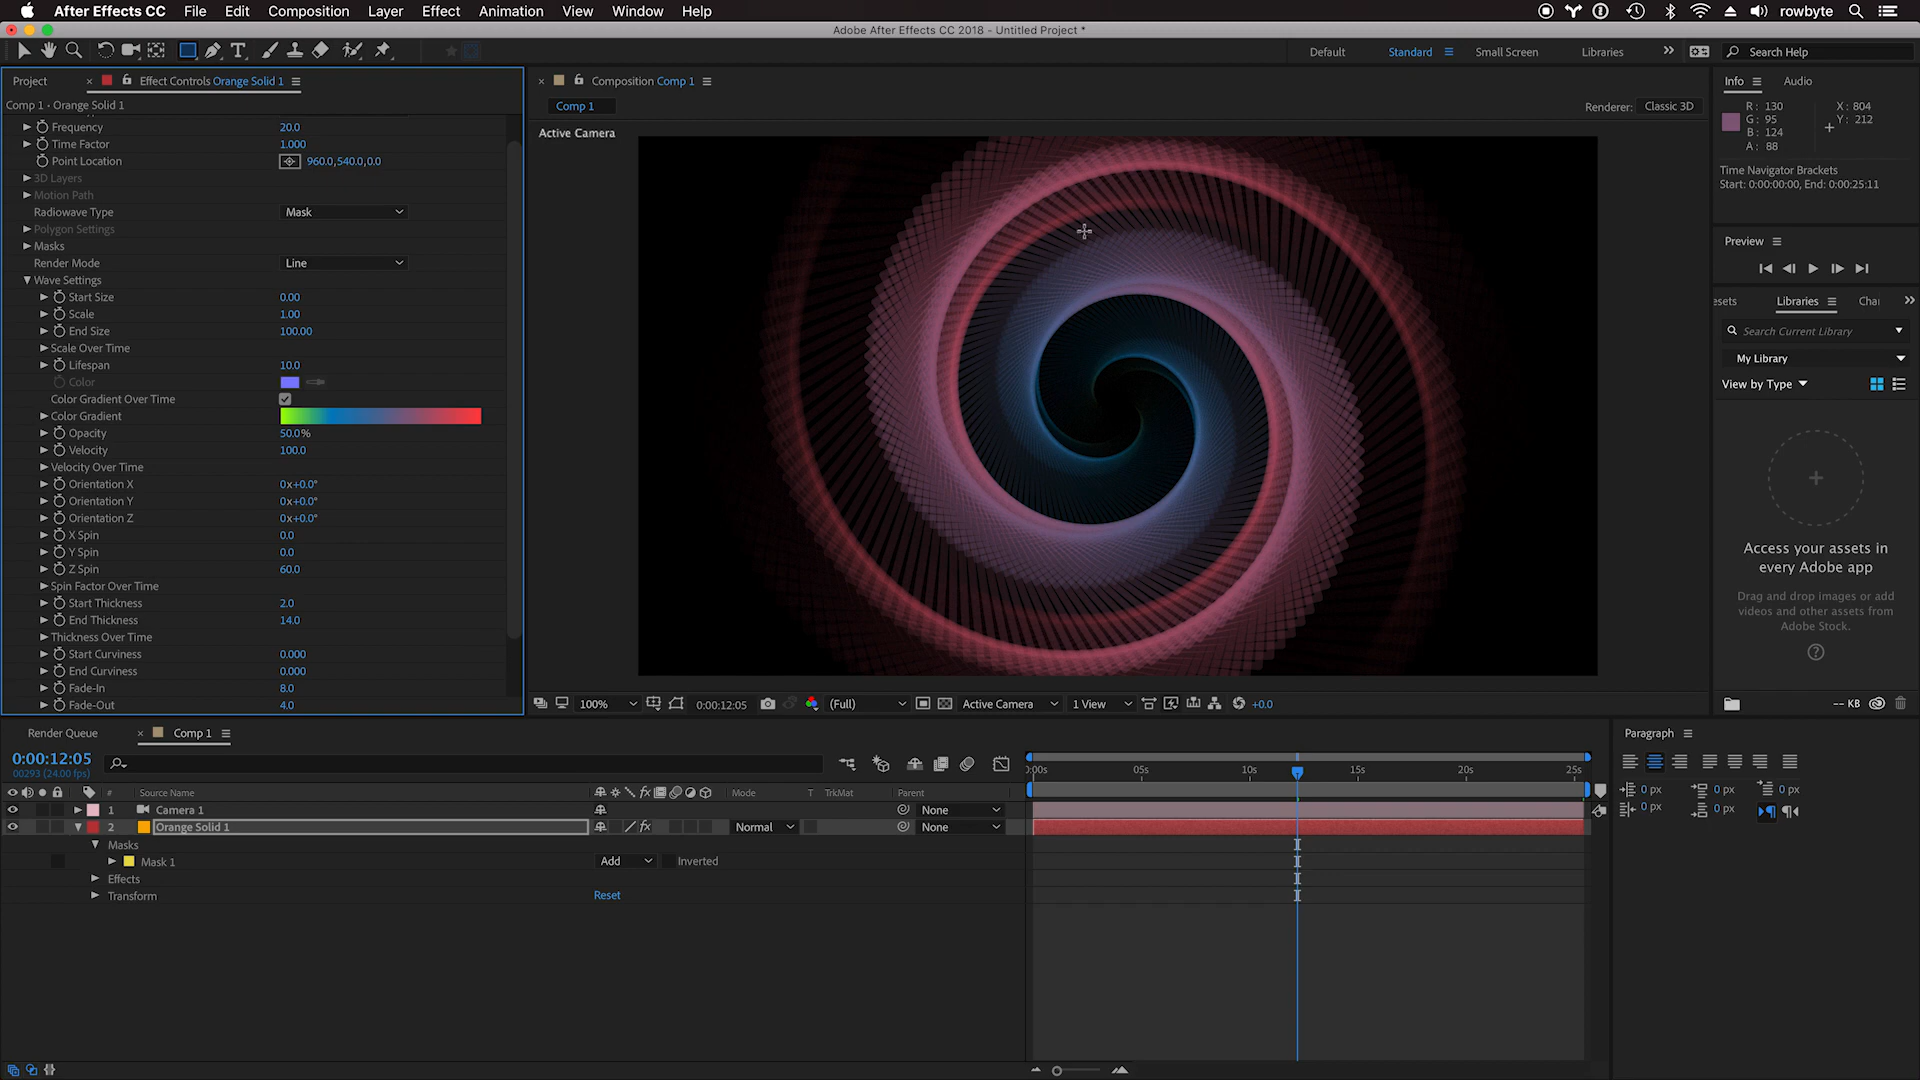 After Effects CC File Edit Composition Layer Effect Animation View Window Help rowbyte
Adobe After Effects CC 2018 - Untitled Project *
Default Standard Small Screen Libraries Search Help
Project Effect Controls Orange Solid 1
Comp 1 • Orange Solid 1
Frequency 20.0
Time Factor 1.000
Point Location 960.0,540.0,0.0
3D Layers
Motion Path
Radiowave Type Mask
Polygon Settings
Masks
Render Mode Line
Wave Settings
Start Size 0.00
Scale 1.00
End Size 100.00
Scale Over Time
Lifespan 10.0
Color
Color Gradient Over Time
Color Gradient
Opacity 50.0%
Velocity 100.0
Velocity Over Time
Orientation X 0x+0.0°
Orientation Y 0x+0.0°
Orientation Z 0x+0.0°
X Spin 0.0
Y Spin 0.0
Z Spin 60.0
Spin Factor Over Time
Start Thickness 2.0
End Thickness 14.0
Thickness Over Time
Start Curviness 0.000
End Curviness 0.000
Fade-In 8.0
Fade-Out 4.0
Composition Comp 1
Comp 1
Renderer: Classic 3D
Active Camera
100% 0:00:12:05 (Full) Active Camera 1 View +0.0
Info Audio
R: 130 X: 804
G: 95 Y: 212
B: 124
A: 88
Time Navigator Brackets
Start: 0:00:00:00, End: 0:00:25:11
Preview
esets Libraries Cha
Search Current Library
My Library
View by Type
Access your assets in
every Adobe app
Drag and drop images or add
videos and other assets from
Adobe Stock.
-- KB
Render Queue Comp 1
0:00:12:05
00293 (24.00 fps)
# Source Name Mode T TrkMat Parent
1 Camera 1 None
2 Orange Solid 1 Normal None
Masks
Mask 1 Add Inverted
Effects
Transform Reset
):00s 05s 10s 15s 20s 25s
Paragraph
0 px 0 px 0 px
0 px 0 px